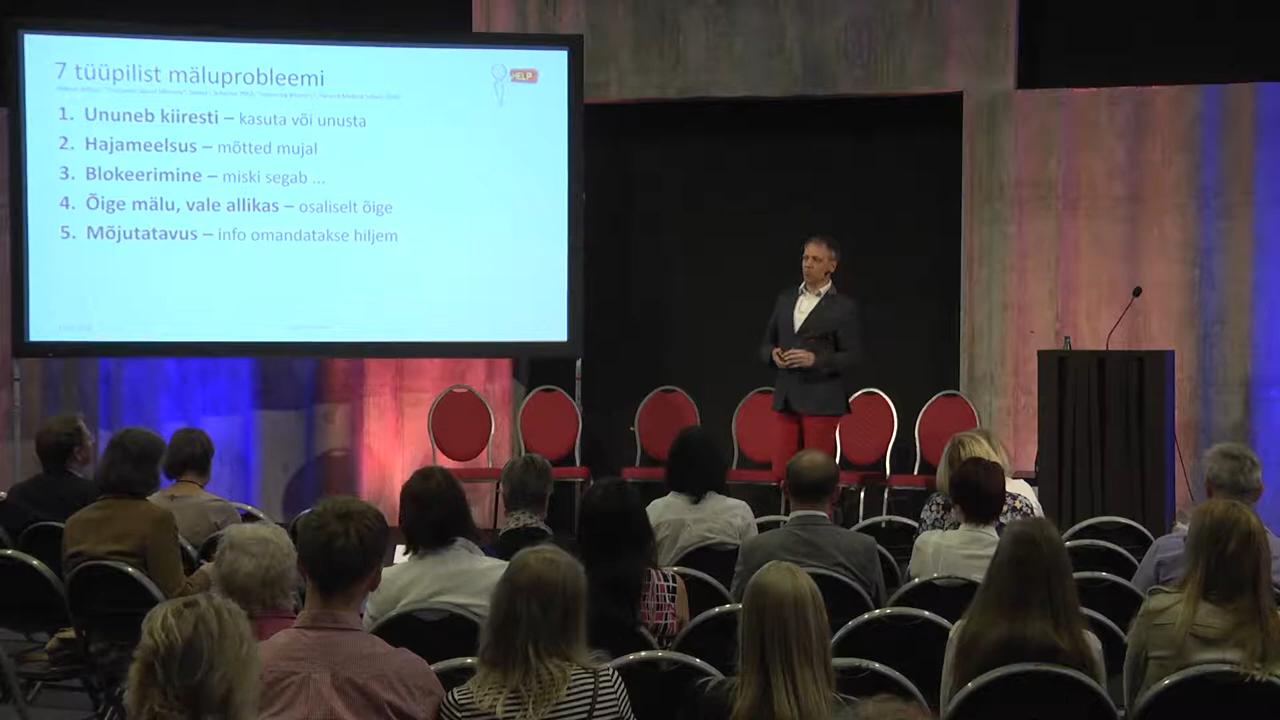 7 tüüpilist mäluprobleemi
HELP
1. Ununeb kiiresti – kasuta või unusta
2. Hajameelsus – mõtted mujal
3. Blokeerimine – miski segab ...
4. Õige mälu, vale allikas – osaliselt õige
5. Mõjutatavus – info omandatakse hiljem